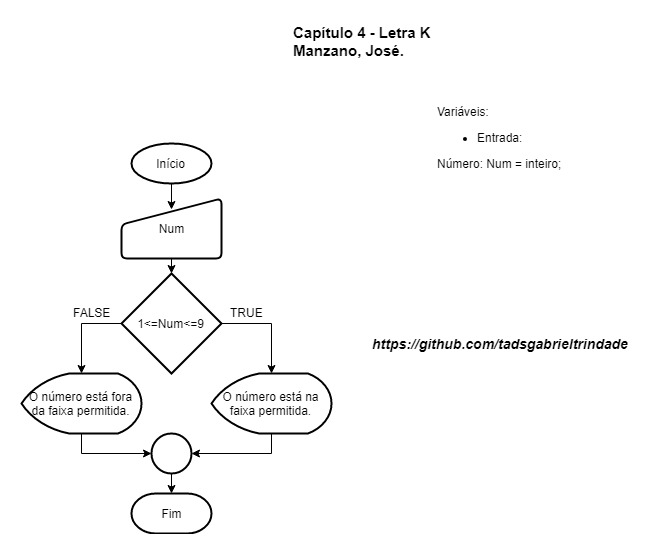 Capítulo 4 - Letra K
Manzano, José.
Variáveis:
• Entrada:
Número: Num = inteiro;
Início
Num
FALSE
1<=Num<=9
TRUE
https://github.com/tadsgabrieltrindade
O número está fora
da faixa permitida.
O número está na
faixa permitida.
Fim